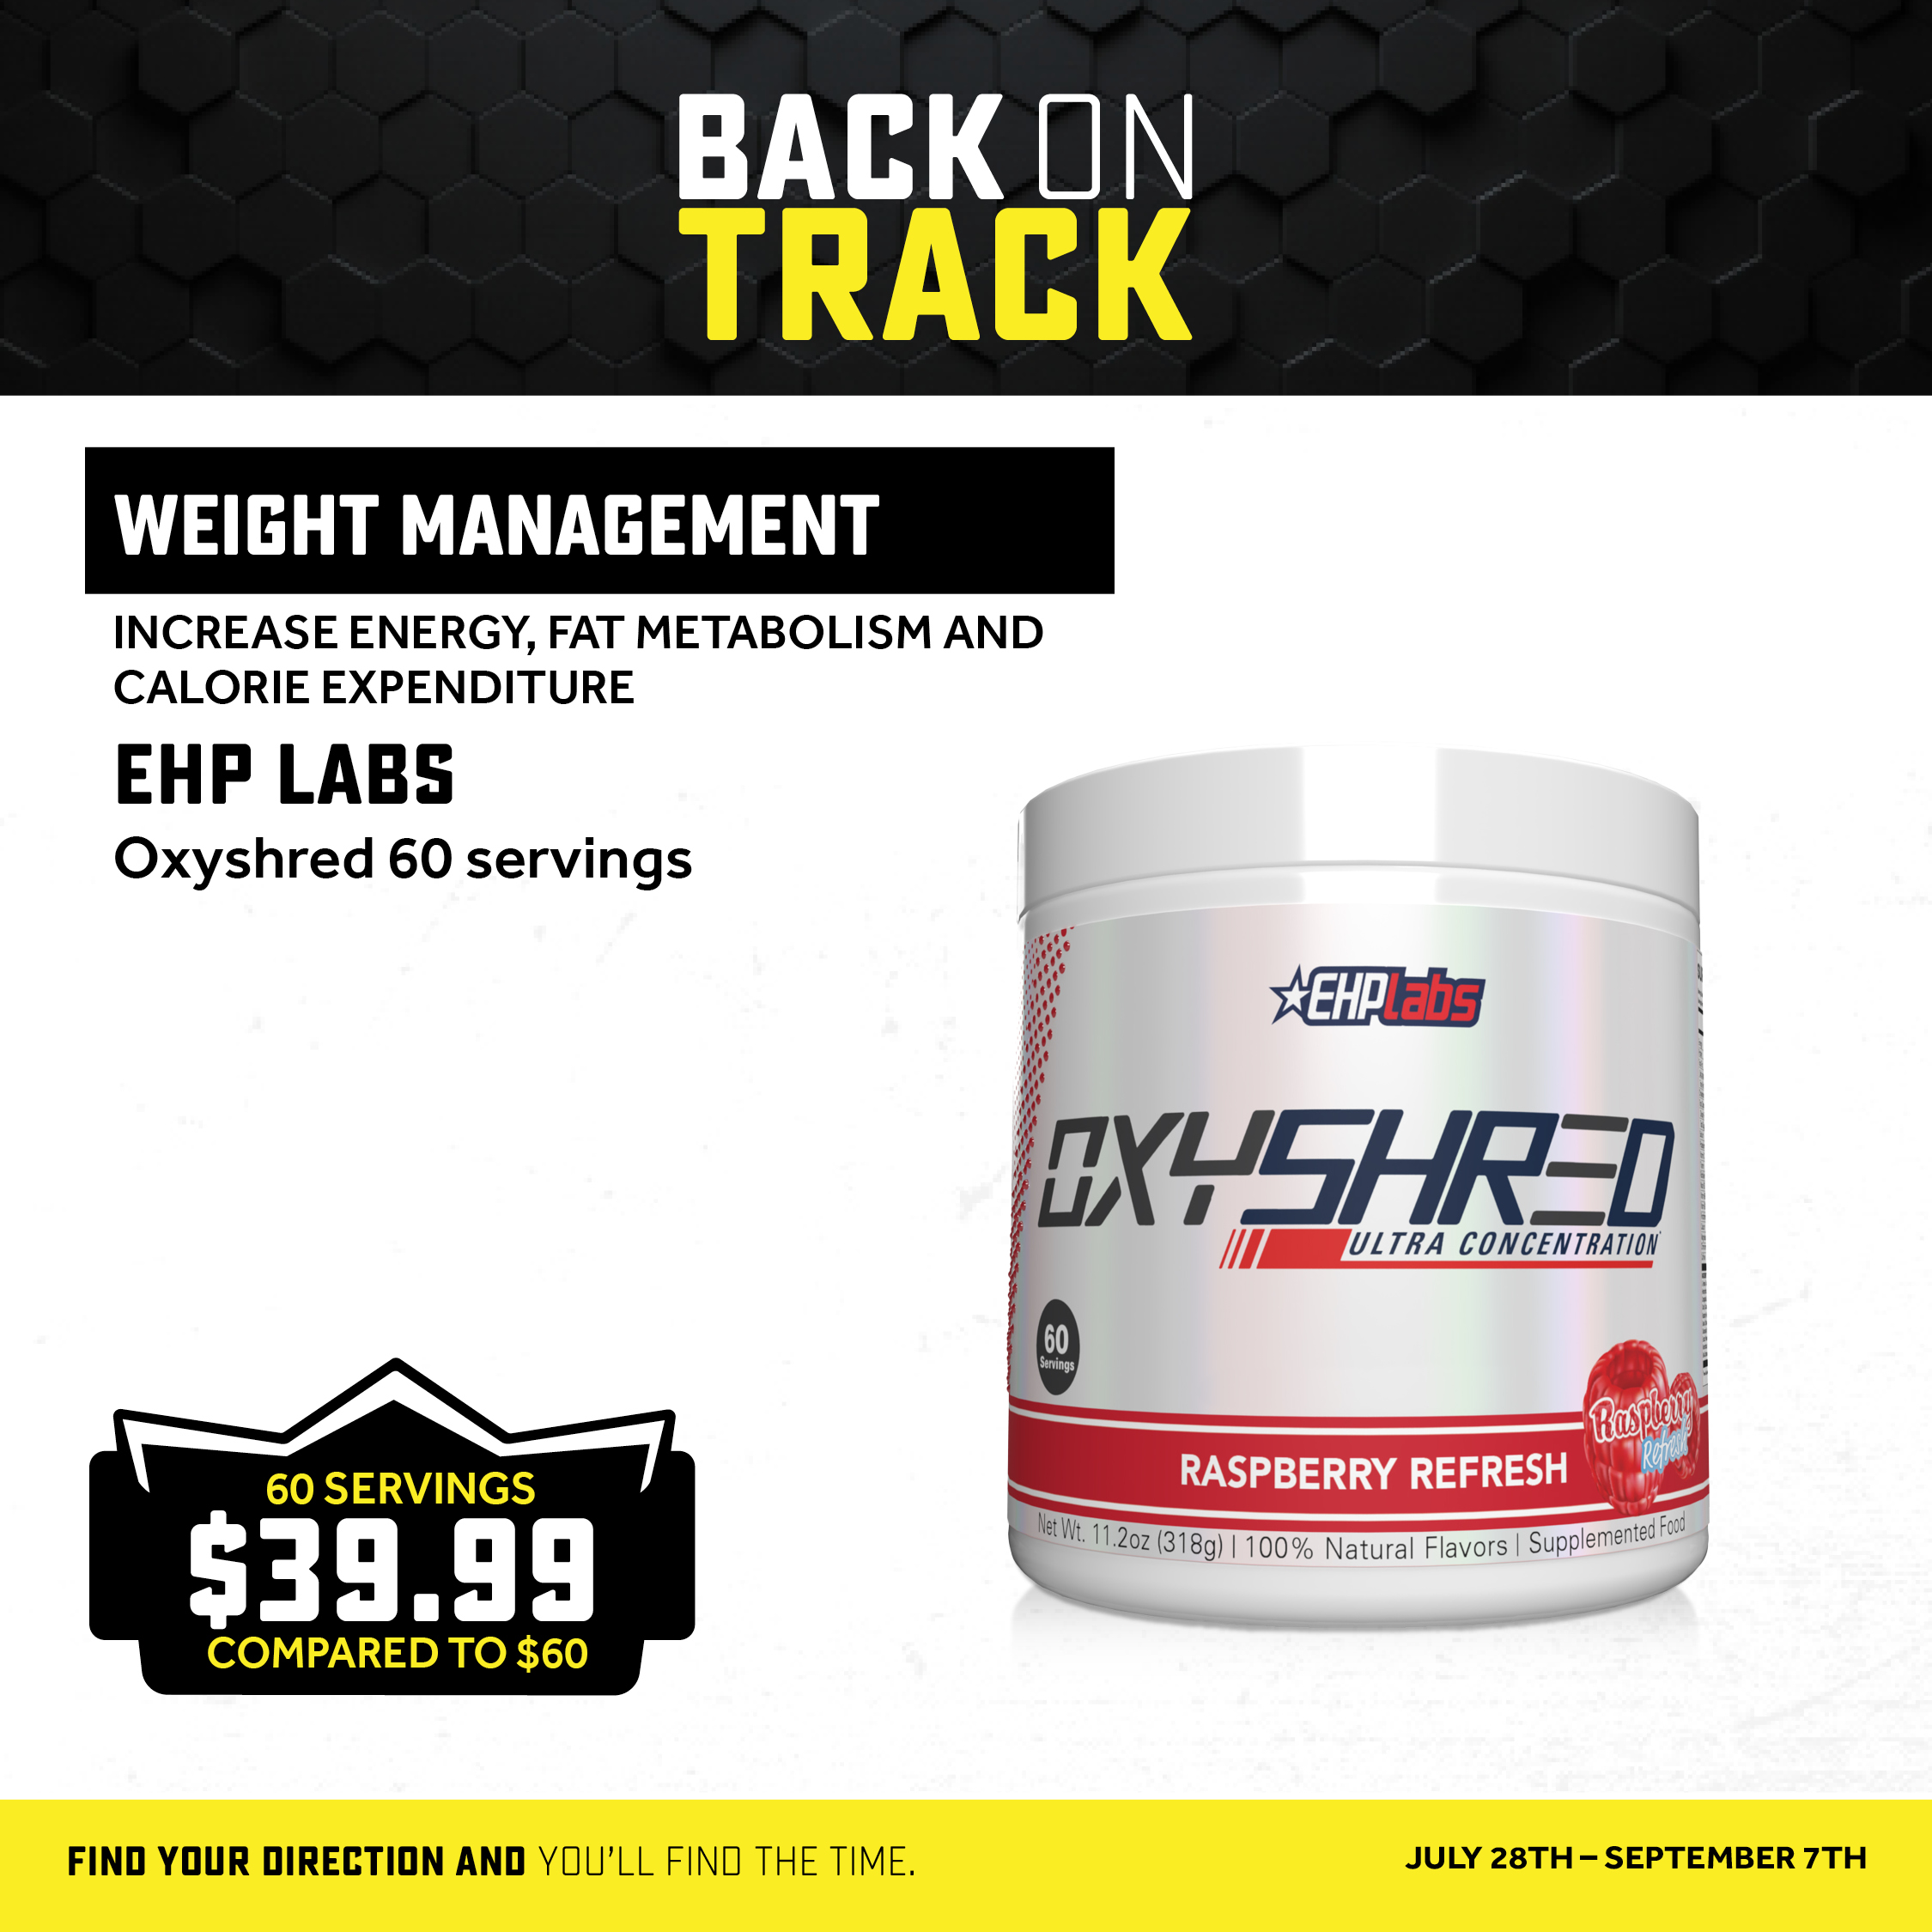 BACK ON
TRACK
WEIGHT MANAGEMENT
INCREASE ENERGY, FAT METABOLISM AND
CALORIE EXPENDITURE
EHP LABS
Oxyshred 60 servings
EHPLabs
OXYSHRED
ULTRA CONCENTRATION
60
Servings
Raspberry
Refresh
RASPBERRY REFRESH
Net Wt. 11.2oz (318g) | 100% Natural Flavors | Supplemented Food
60 SERVINGS
$39.99
COMPARED TO $60
FIND YOUR DIRECTION AND YOU'LL FIND THE TIME.
JULY 28TH – SEPTEMBER 7TH